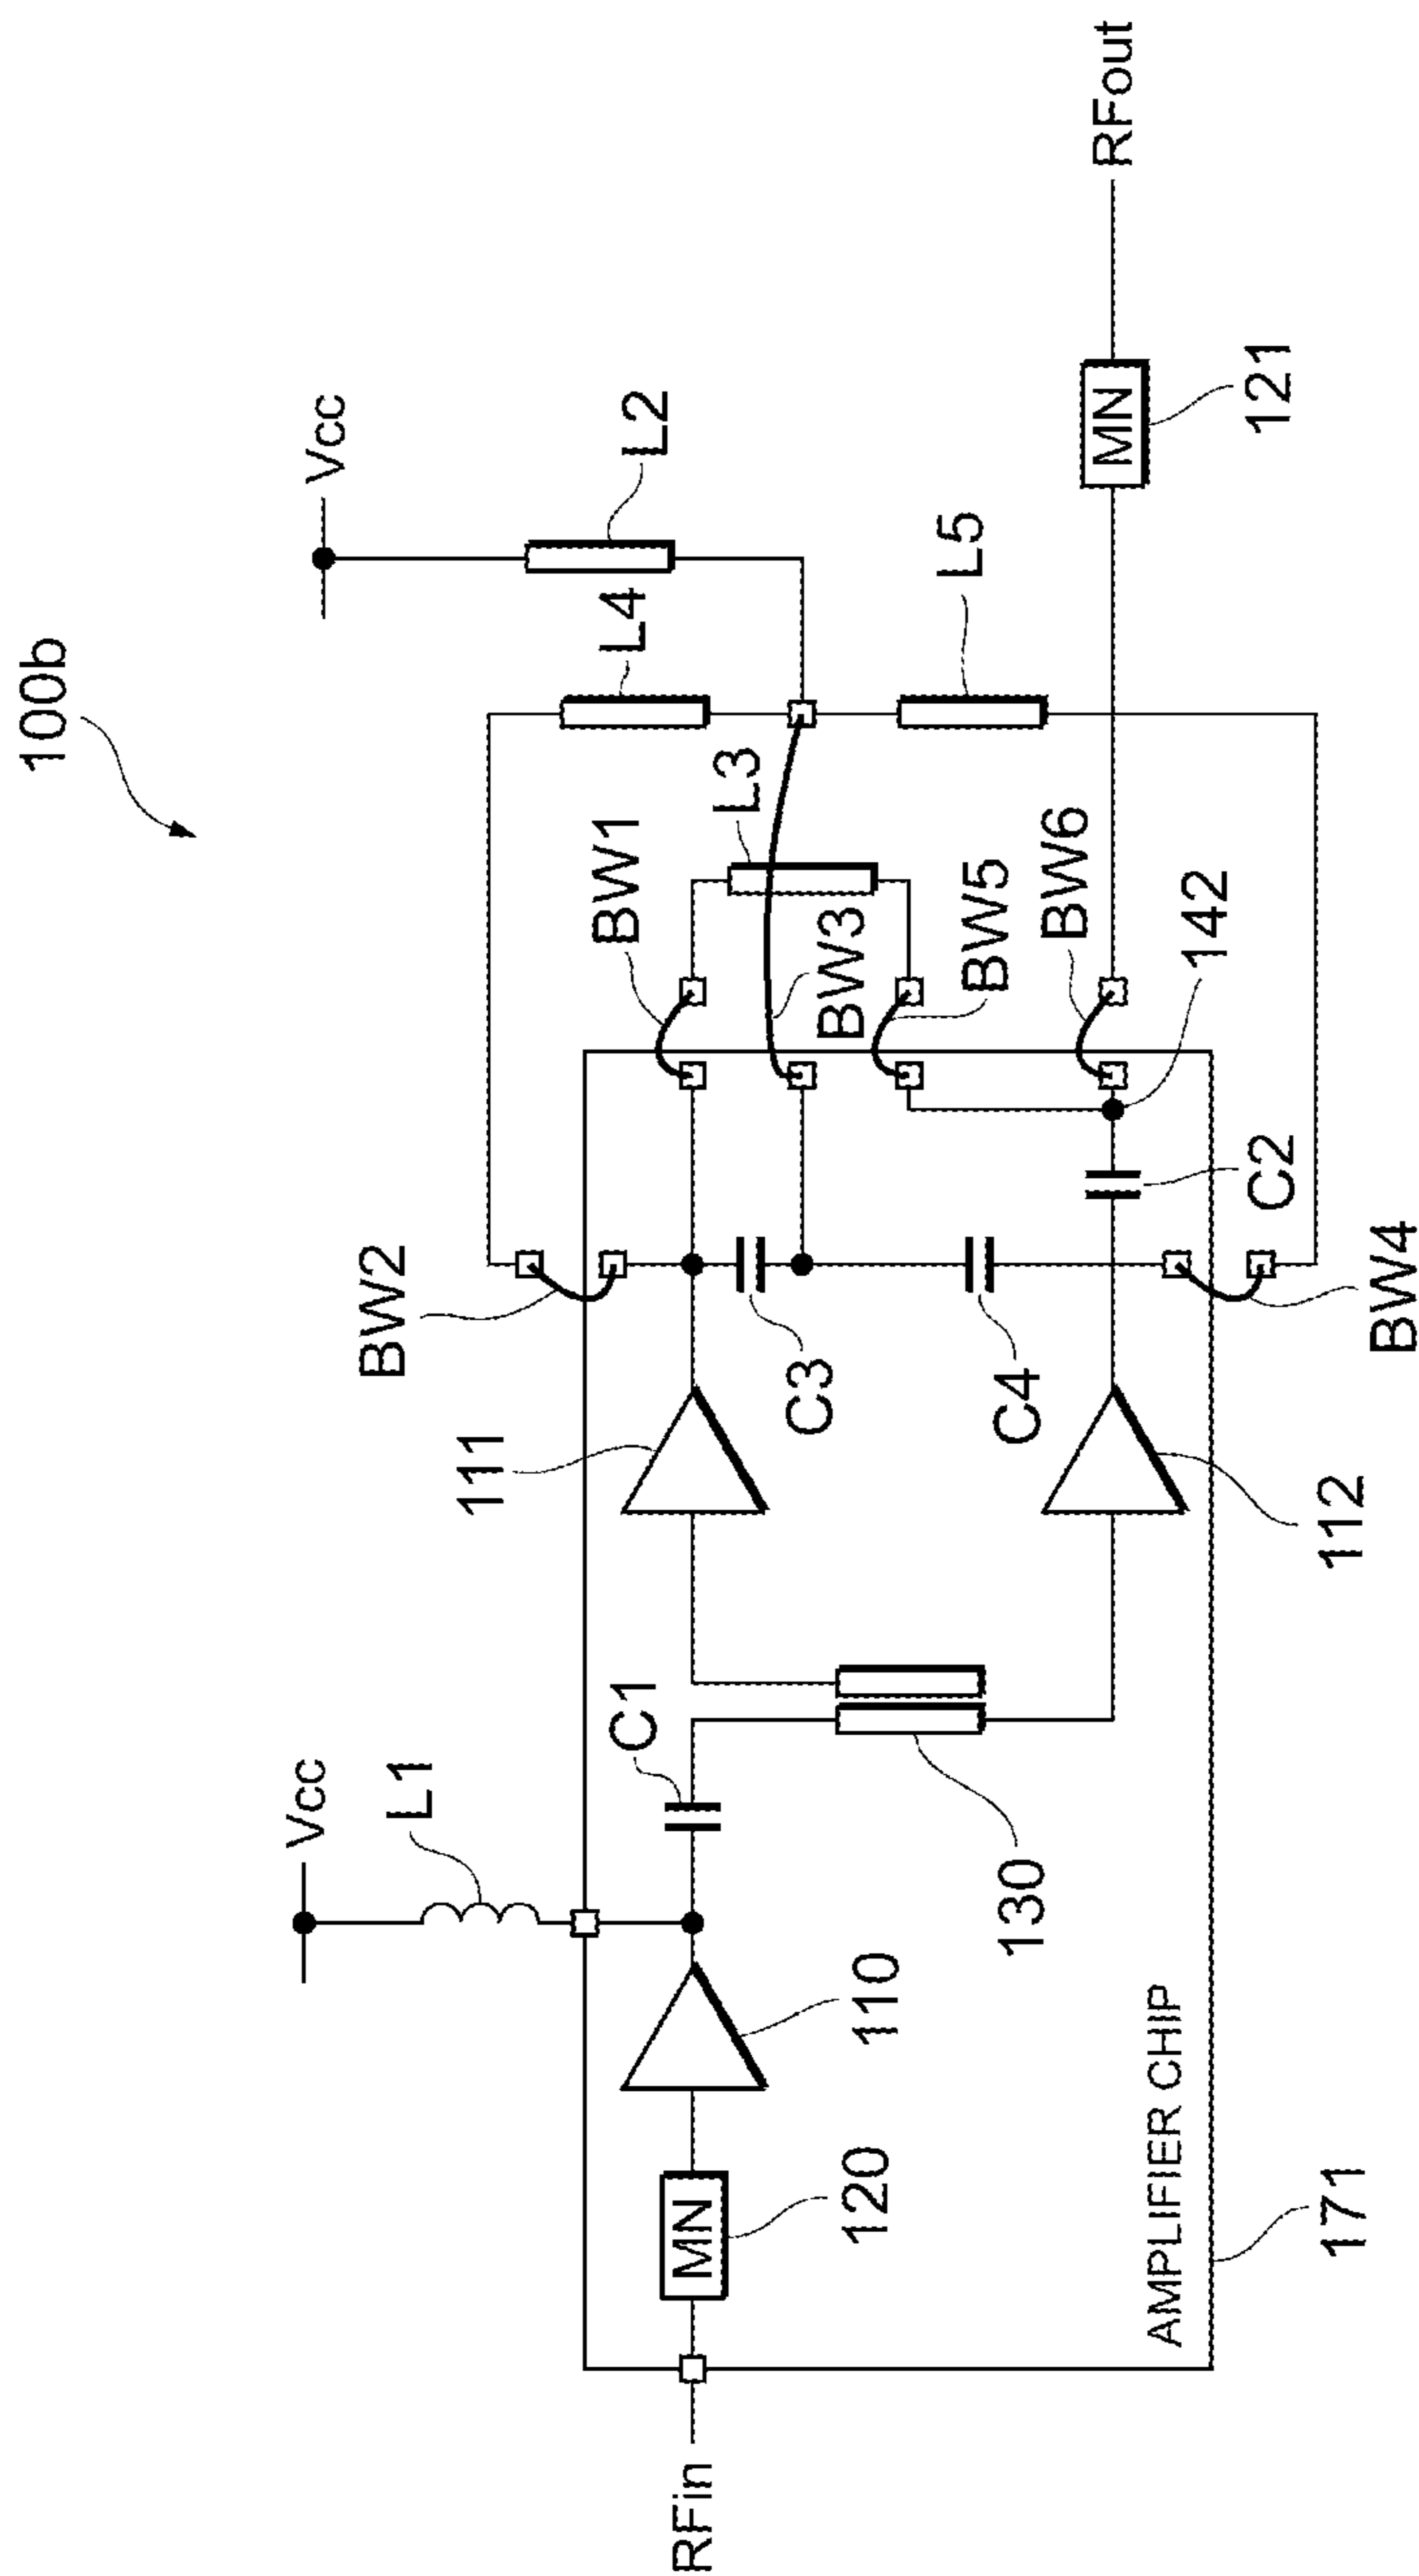 100b
Vcc
L1
Vcc
L2
L4
BW2
BW1
L3
111
C1
BW3
L5
C3
BW5
RFin
MN
120
110
130
C4
BW6
142
MN
RFout
121
112
C2
BW4
AMPLIFIER CHIP
171